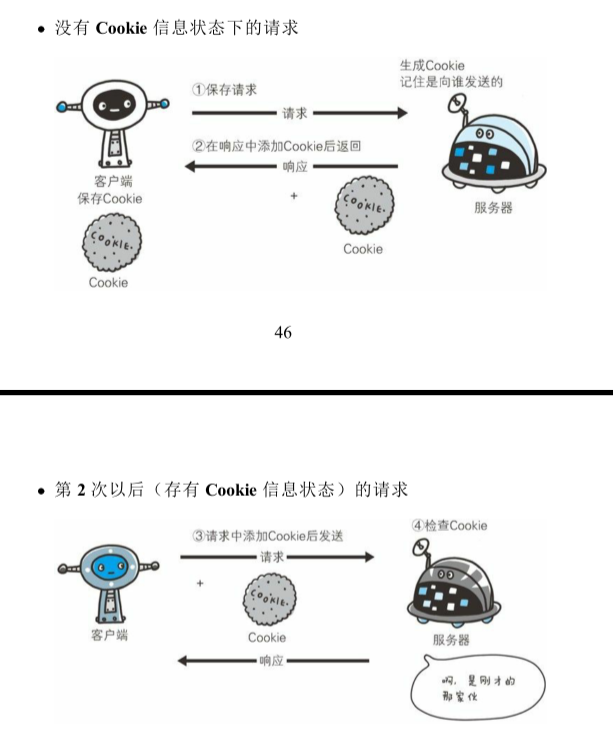 • 没有 Cookie 信息状态下的请求
生成Cookie
记住是向谁发送的
①保存请求
请求
②在响应中添加Cookie后返回
响应
客户端
保存Cookie
+
COOKIE.
服务器
COOKIE.
Cookie
Cookie
46
• 第 2 次以后（存有 Cookie 信息状态）的请求
④检查Cookie
③请求中添加Cookie后发送
请求
+
COOKIE.
客户端
Cookie
服务器
响应
啊，是刚才的
那家伙